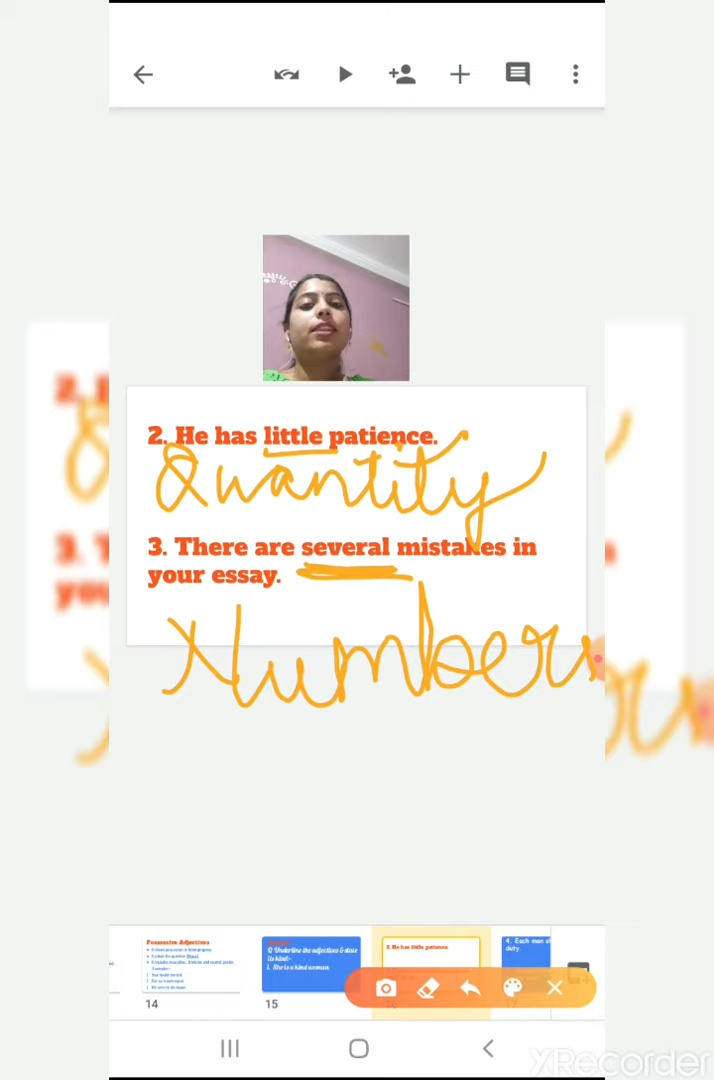 2. He has little patience.
Quantity
3. There are several mistakes in
your essay.
Number
Possessive Adjectives
14
Q Underline the adjectives & state
its kind:-
1. She is a kind woman.
15
2. He has little patience
4. Each man
duty.
17
XRecorder